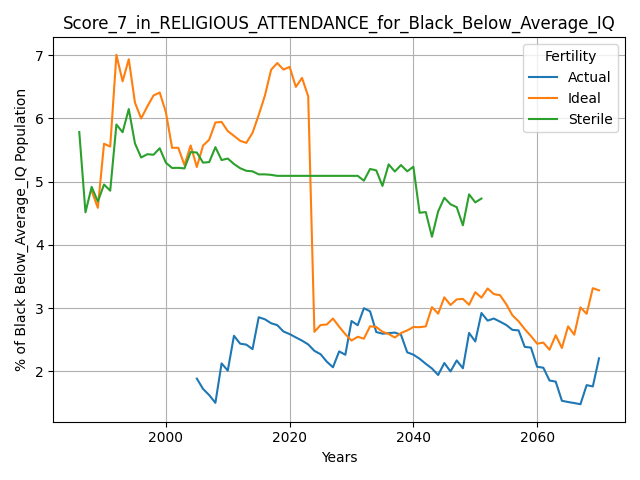 Score_7_in_RELIGIOUS_ATTENDANCE_for_Black_Below_Average_IQ
Fertility
Actual
Ideal
Sterile
% of Black Below_Average_IQ Population
7
6
5
4
3
2
2000
2020
2040
2060
Years